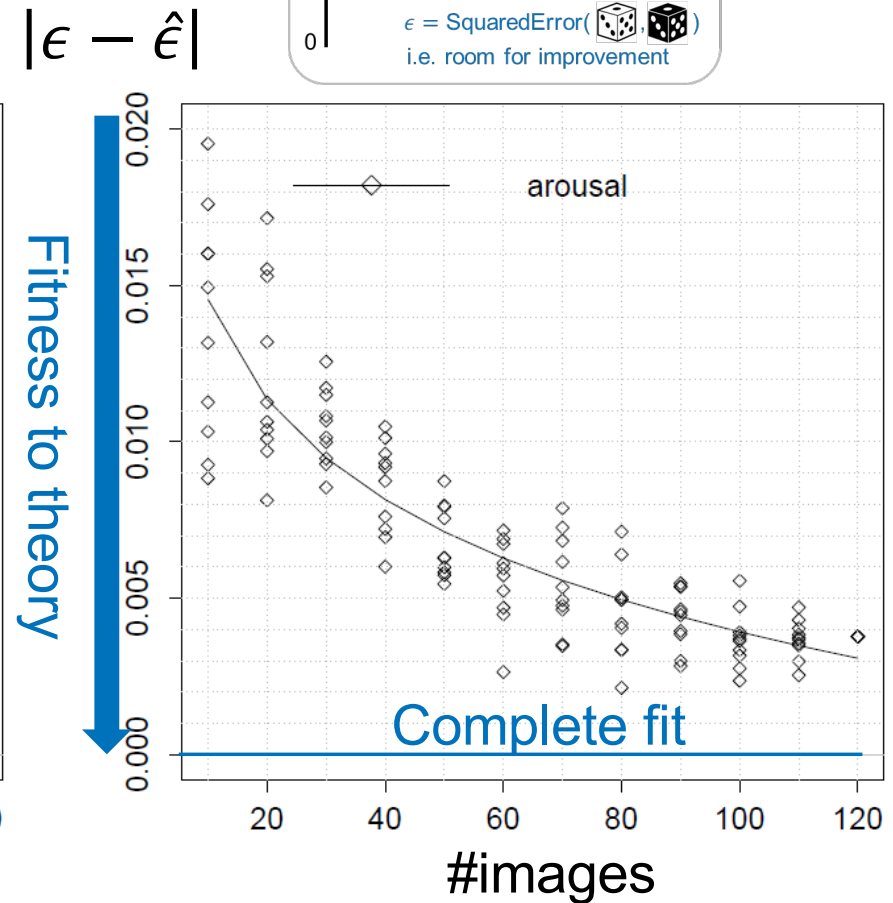 |ϵ − ϵ̂|
0
ϵ = SquaredError( , )
i.e. room for improvement
0.020
0.015
0.010
0.005
0.000
arousal
Fitness to theory
Complete fit
20 40 60 80 100 120
#images